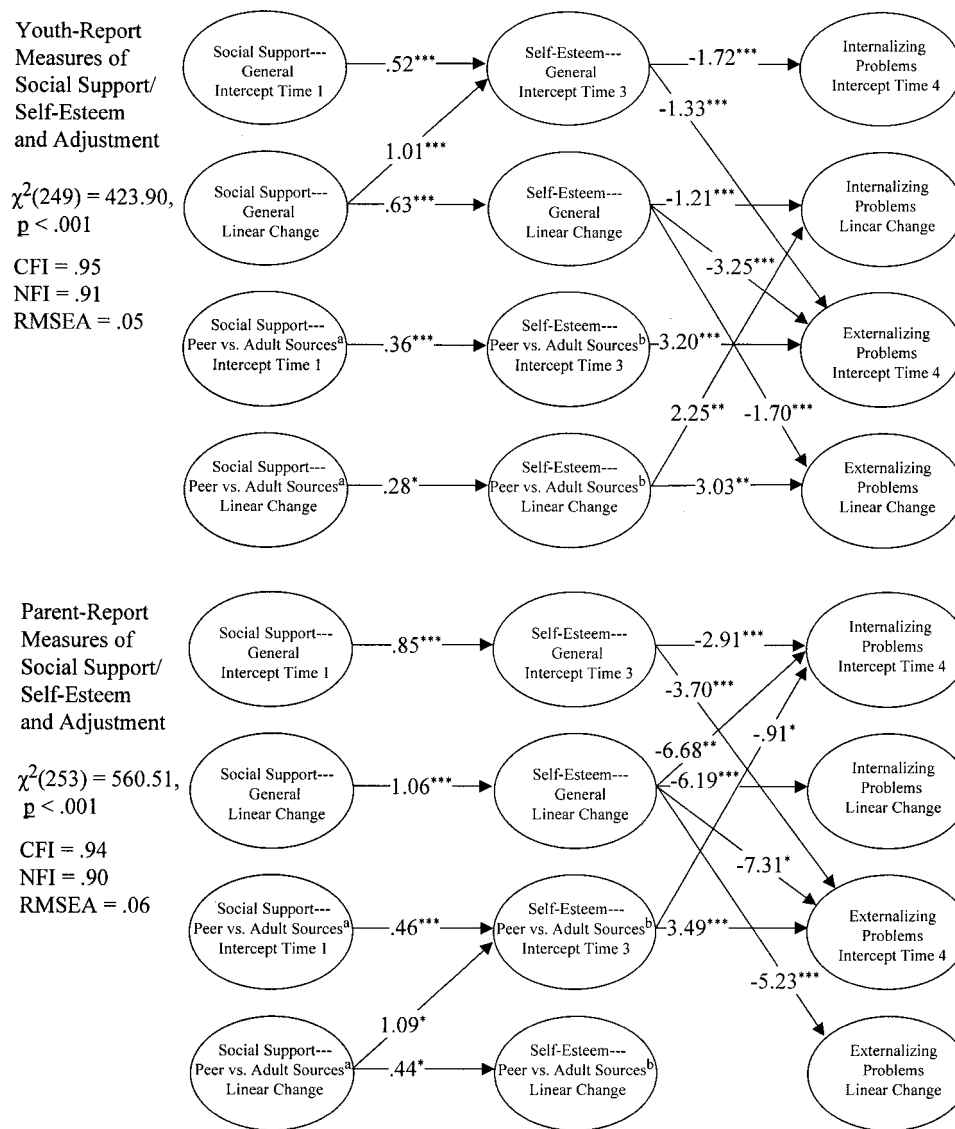 Youth-Report
Measures of
Social Support/
Self-Esteem
and Adjustment
χ²(249) = 423.90,
p < .001
CFI = .95
NFI = .91
RMSEA = .05
Social Support---
General
Intercept Time 1
.52***
Self-Esteem---
General
Intercept Time 3
-1.72***
Internalizing
Problems
Intercept Time 4
-1.33***
1.01***
Social Support---
General
Linear Change
.63***
Self-Esteem---
General
Linear Change
-1.21***
Internalizing
Problems
Linear Change
-3.25***
Social Support---
Peer vs. Adult Sourcesᵃ
Intercept Time 1
.36***
Self-Esteem---
Peer vs. Adult Sourcesᵇ
Intercept Time 3
3.20***
Externalizing
Problems
Intercept Time 4
2.25**
-1.70***
Social Support---
Peer vs. Adult Sourcesᵃ
Linear Change
.28*
Self-Esteem---
Peer vs. Adult Sourcesᵇ
Linear Change
3.03**
Externalizing
Problems
Linear Change
Parent-Report
Measures of
Social Support/
Self-Esteem
and Adjustment
χ²(253) = 560.51,
p < .001
CFI = .94
NFI = .90
RMSEA = .06
Social Support---
General
Intercept Time 1
.85***
Self-Esteem---
General
Intercept Time 3
-2.91***
Internalizing
Problems
Intercept Time 4
-3.70***
-.91*
-6.68**
Social Support---
General
Linear Change
1.06***
Self-Esteem---
General
Linear Change
-6.19***
Internalizing
Problems
Linear Change
-7.31*
Social Support---
Peer vs. Adult Sourcesᵃ
Intercept Time 1
.46***
Self-Esteem---
Peer vs. Adult Sourcesᵇ
Intercept Time 3
3.49***
Externalizing
Problems
Intercept Time 4
-5.23***
1.09*
Social Support---
Peer vs. Adult Sourcesᵃ
Linear Change
.44*
Self-Esteem---
Peer vs. Adult Sourcesᵇ
Linear Change
Externalizing
Problems
Linear Change